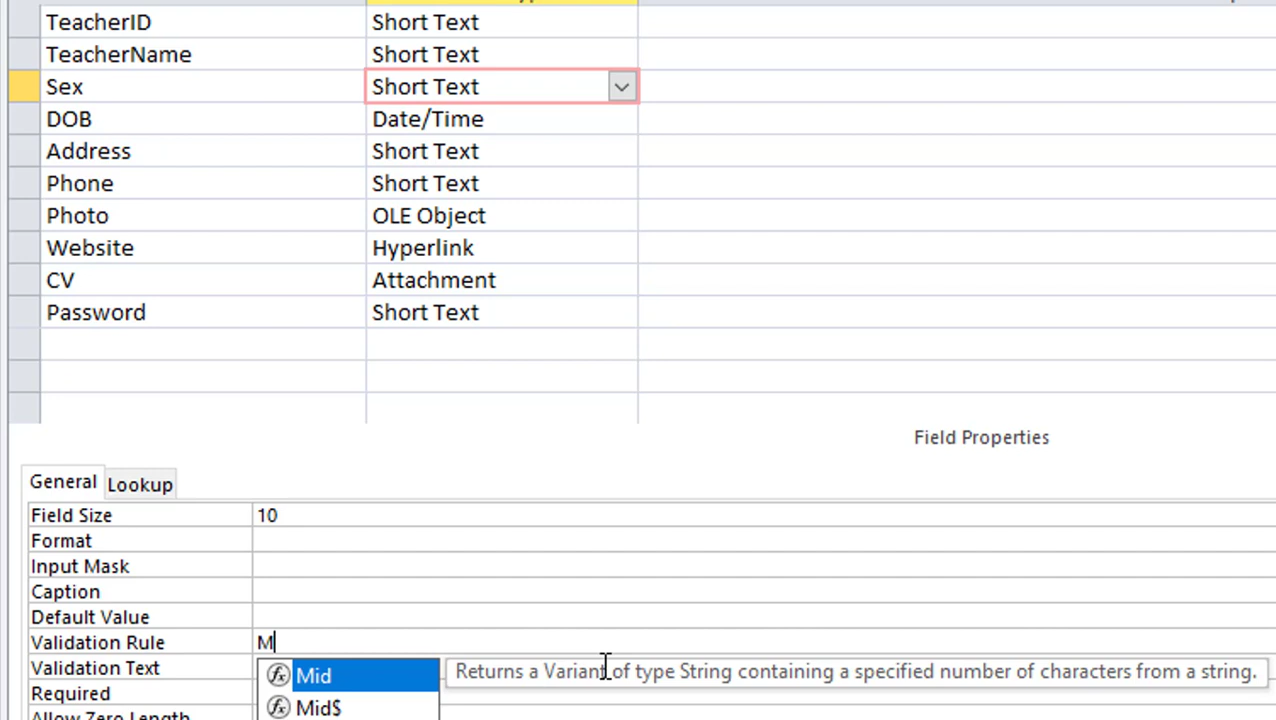 TeacherID Short Text
TeacherName Short Text
Sex Short Text
DOB Date/Time
Address Short Text
Phone Short Text
Photo OLE Object
Website Hyperlink
CV Attachment
Password Short Text
Field Properties
General Lookup
Field Size 10
Format
Input Mask
Caption
Default Value
Validation Rule M
Validation Text
Mid Returns a Variant of type String containing a specified number of characters from a string.
Required
Mid$
Allow Zero Length